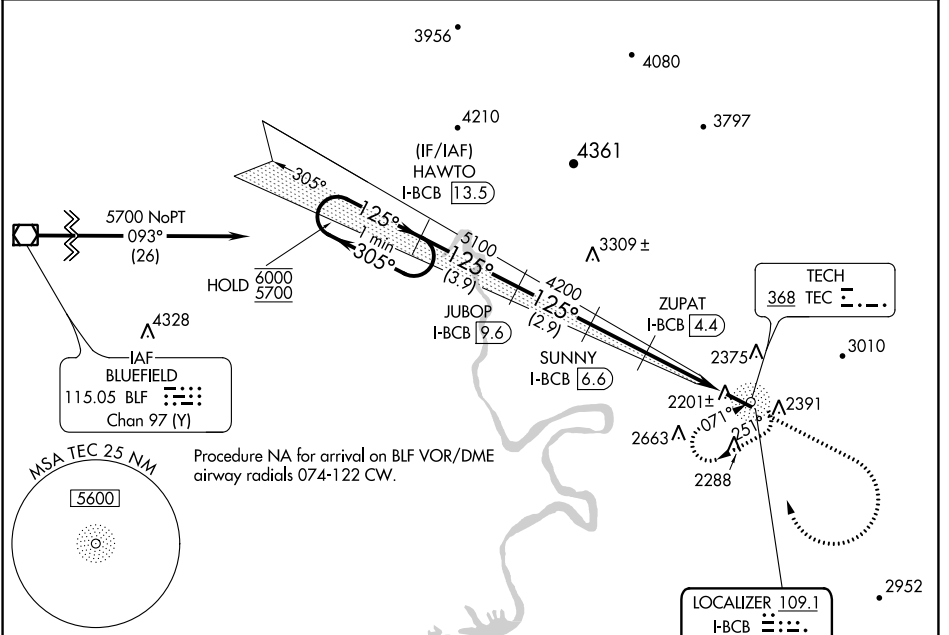 3956
4080
4210
3797
4361
(IF/IAF)
HAWTO
I-BCB 13.5
305°
125°
1 min
305°
5100
125°
(3.9)
4200
125°
(2.9)
5700 NoPT
093°
(26)
HOLD 6000
5700
3309 ±
TECH
368 TEC
JUBOP
I-BCB 9.6
ZUPAT
I-BCB 4.4
SUNNY
I-BCB 6.6
4328
IAF
BLUEFIELD
115.05 BLF
Chan 97 (Y)
2375
3010
2201±
2391
071°
251°
2663
2288
MSA TEC 25 NM
5600
Procedure NA for arrival on BLF VOR/DME
airway radials 074-122 CW.
2952
LOCALIZER 109.1
I-BCB